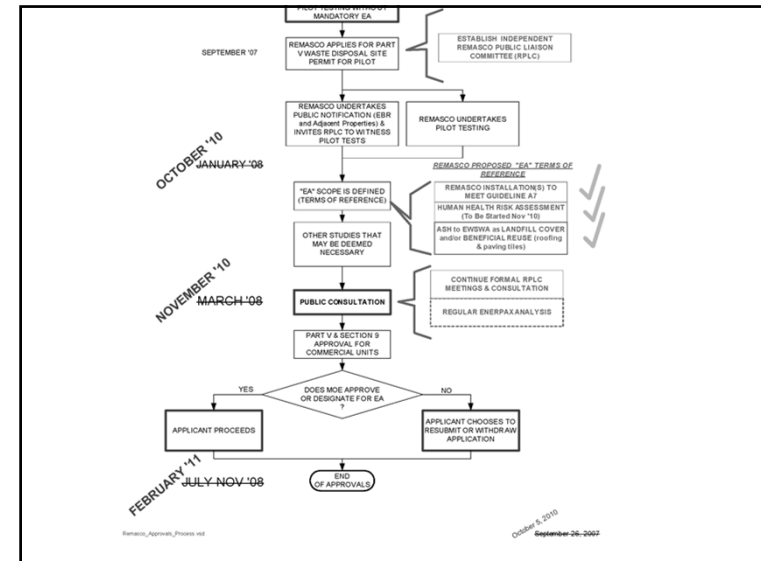 PILOT TESTING WITHOUT
MANDATORY EA
SEPTEMBER '07
REMASCO APPLIES FOR PART
V WASTE DISPOSAL SITE
PERMIT FOR PILOT
ESTABLISH INDEPENDENT
REMASCO PUBLIC LIAISON
COMMITTEE (RPLC)
REMASCO UNDERTAKES
PUBLIC NOTIFICATION (EBR
and Adjacent Properties) &
INVITES RPLC TO WITNESS
PILOT TESTS
REMASCO UNDERTAKES
PILOT TESTING
OCTOBER '10
JANUARY '08
REMASCO PROPOSED "EA" TERMS OF
REFERENCE
"EA" SCOPE IS DEFINED
(TERMS OF REFERENCE)
REMASCO INSTALLATION(S) TO
MEET GUIDELINE A7
HUMAN HEALTH RISK ASSESSMENT
(To Be Started Nov '10)
ASH to EWSWA as LANDFILL COVER
and/or BENEFICIAL REUSE (roofing
& paving tiles)
OTHER STUDIES THAT
MAY BE DEEMED
NECESSARY
NOVEMBER '10
MARCH '08
PUBLIC CONSULTATION
CONTINUE FORMAL RPLC
MEETINGS & CONSULTATION
REGULAR ENERPAX ANALYSIS
PART V & SECTION 9
APPROVAL FOR
COMMERCIAL UNITS
YES
DOES MOE APPROVE
OR DESIGNATE FOR EA
?
NO
APPLICANT PROCEEDS
APPLICANT CHOOSES TO
RESUBMIT OR WITHDRAW
APPLICATION
FEBRUARY '11
JULY NOV '08
END
OF APPROVALS
Remasco_Approvals_Process.vsd
October 5, 2010
September 26, 2007